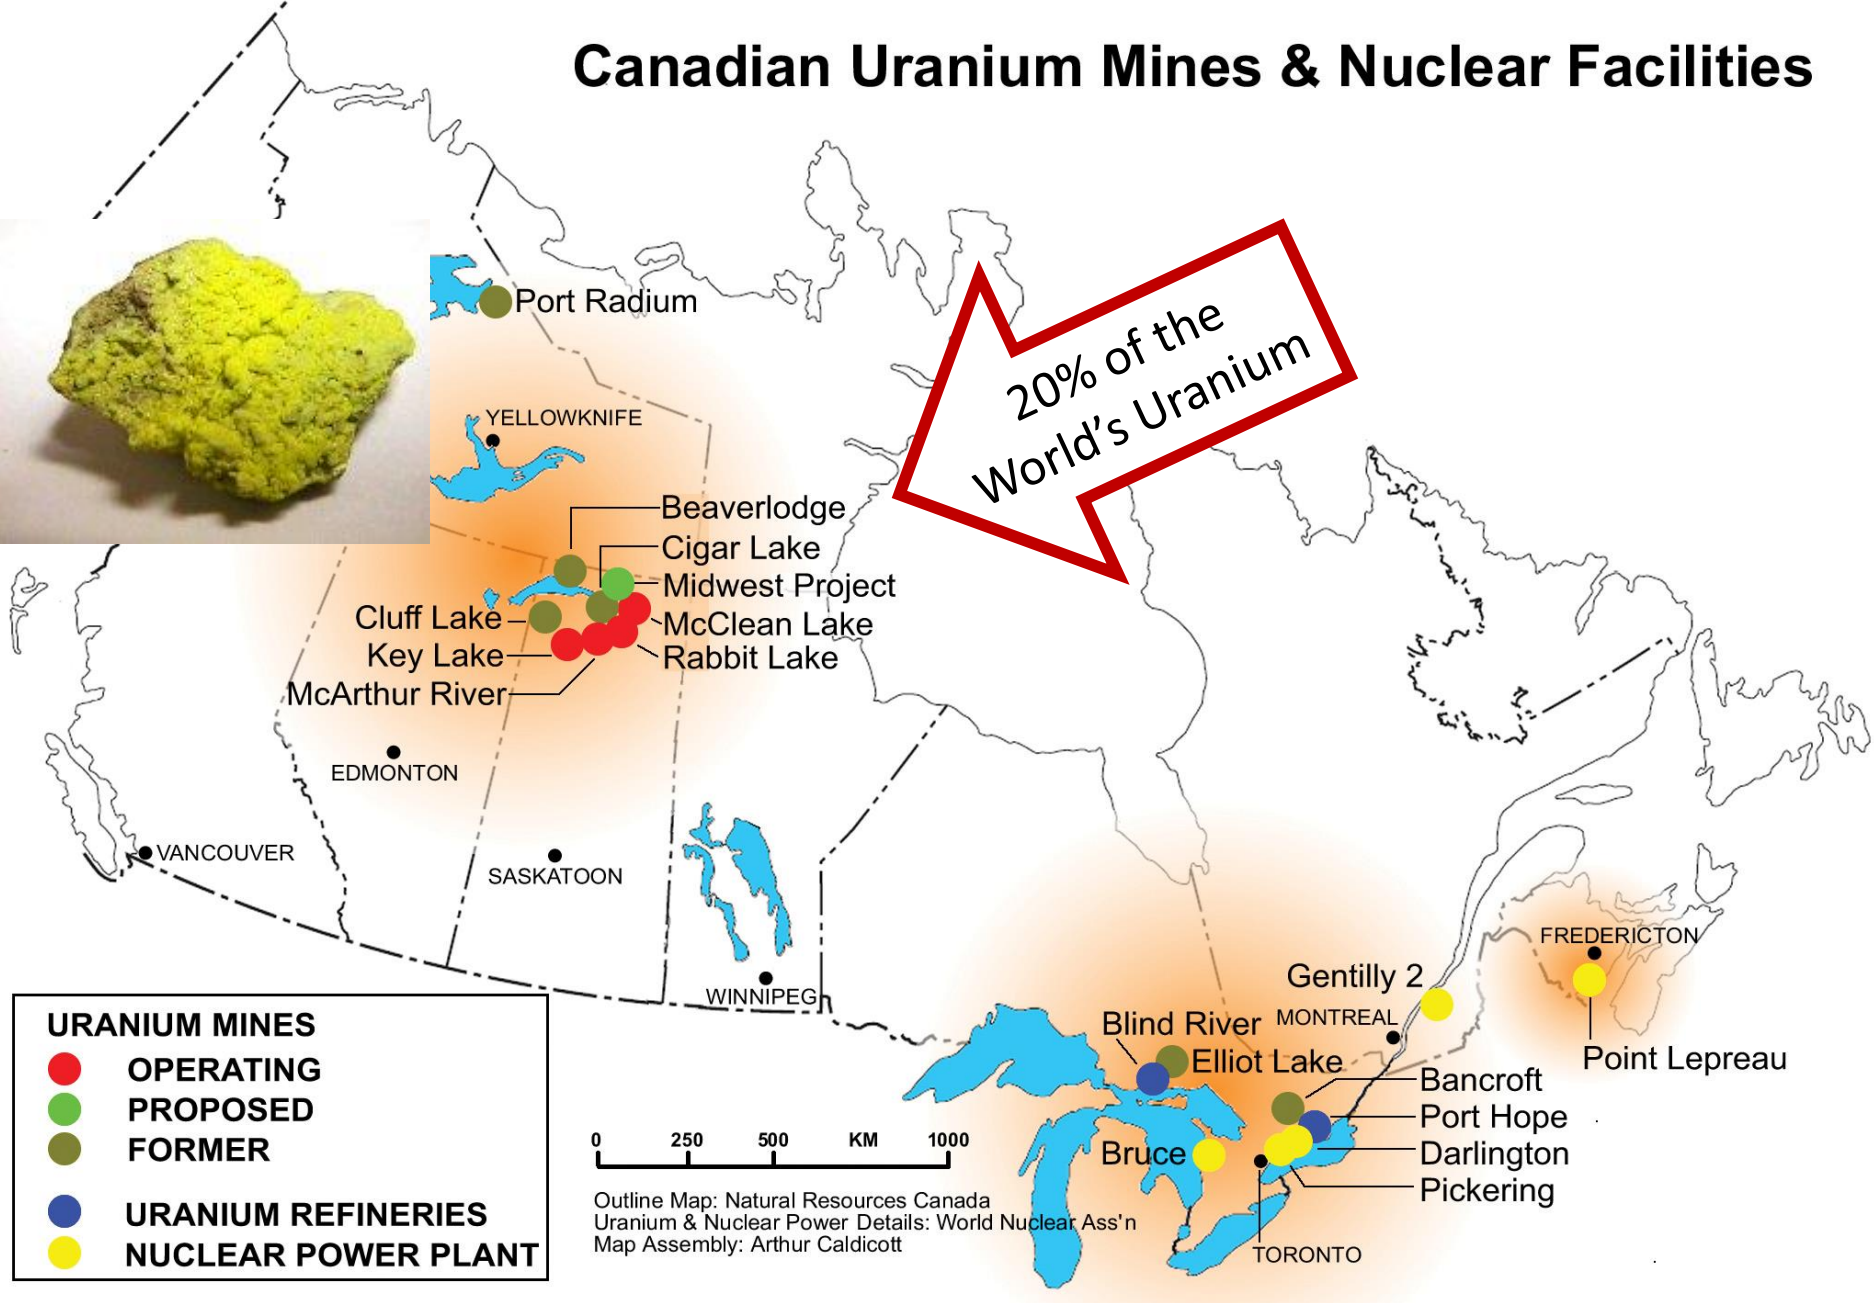 Canadian Uranium Mines & Nuclear Facilities
Port Radium
20% of the
World's Uranium
YELLOWKNIFE
Beaverlodge
Cigar Lake
Midwest Project
Cluff Lake
McClean Lake
Key Lake
Rabbit Lake
McArthur River
EDMONTON
VANCOUVER
SASKATOON
WINNIPEG
FREDERICTON
Gentilly 2
MONTREAL
Blind River
Elliot Lake
Point Lepreau
Bancroft
Port Hope
Bruce
Darlington
Pickering
TORONTO
URANIUM MINES
OPERATING
PROPOSED
FORMER
URANIUM REFINERIES
NUCLEAR POWER PLANT
0 250 500 KM 1000
Outline Map: Natural Resources Canada
Uranium & Nuclear Power Details: World Nuclear Ass'n
Map Assembly: Arthur Caldicott